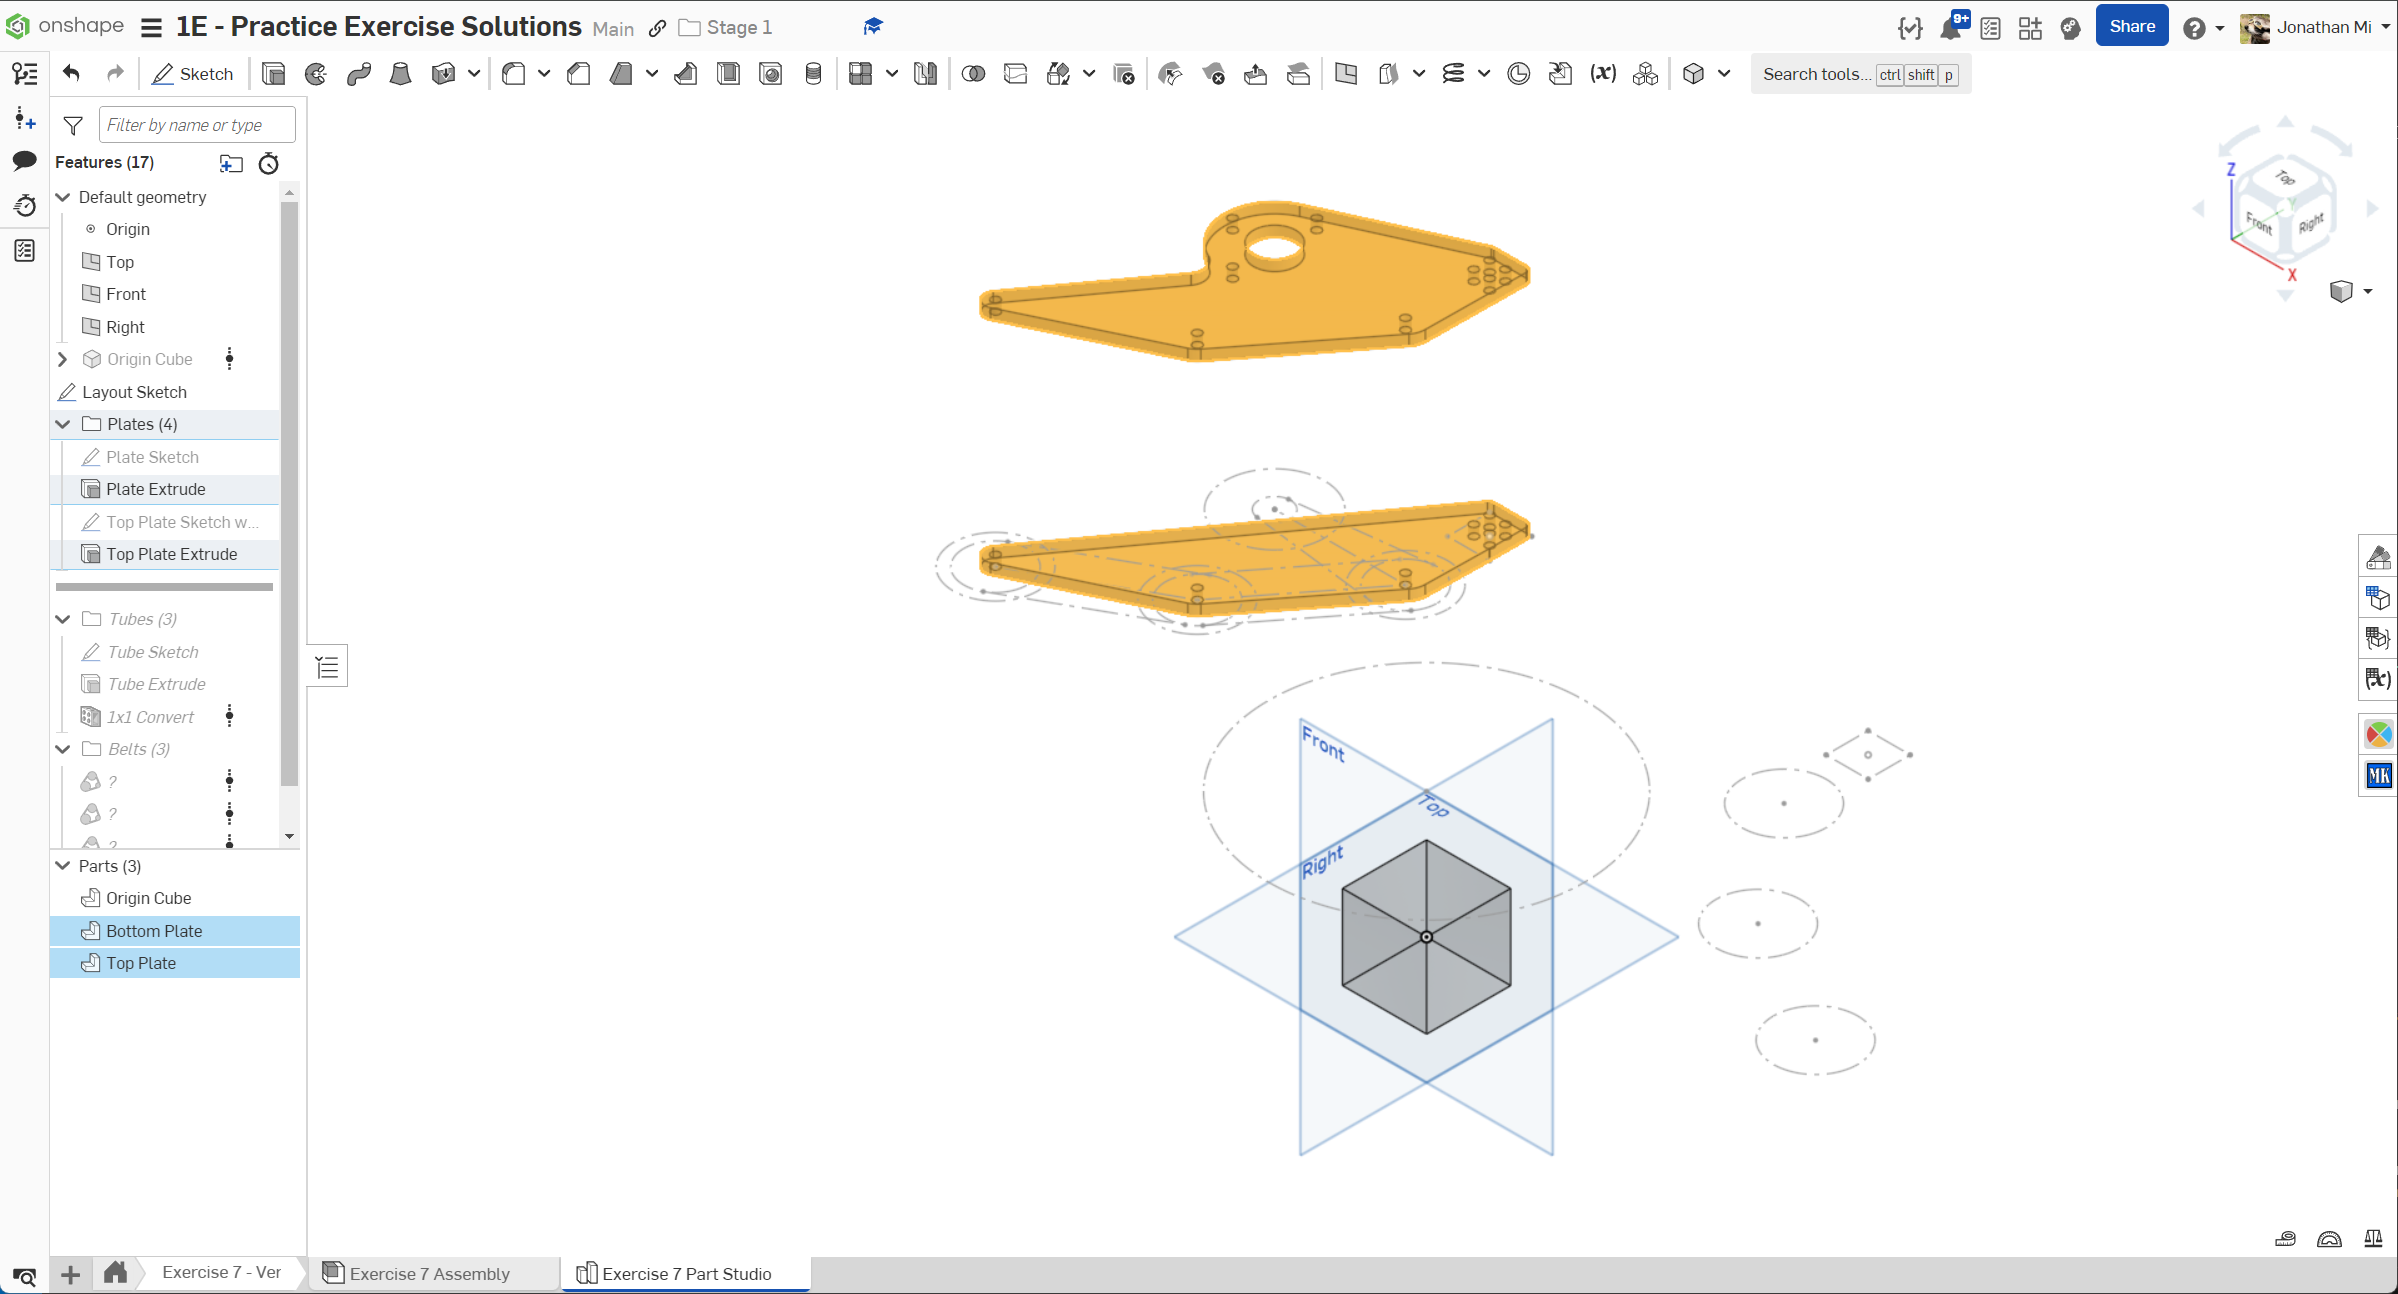 onshape
1E - Practice Exercise Solutions Main Stage 1
9+
Share
Jonathan Mi
Sketch
(x)
Search tools... ctrl shift p
Filter by name or type
Features (17)
Default geometry
Origin
Top
Front
Right
Origin Cube
Layout Sketch
Plates (4)
Plate Sketch
Plate Extrude
Top Plate Sketch w...
Top Plate Extrude
Tubes (3)
Tube Sketch
Tube Extrude
1x1 Convert
Belts (3)
?
?
?
Parts (3)
Origin Cube
Bottom Plate
Top Plate
Z
Top
Y
Front
Right
X
Front
Top
Right
(x)
MK
Exercise 7 - Ver
Exercise 7 Assembly
Exercise 7 Part Studio